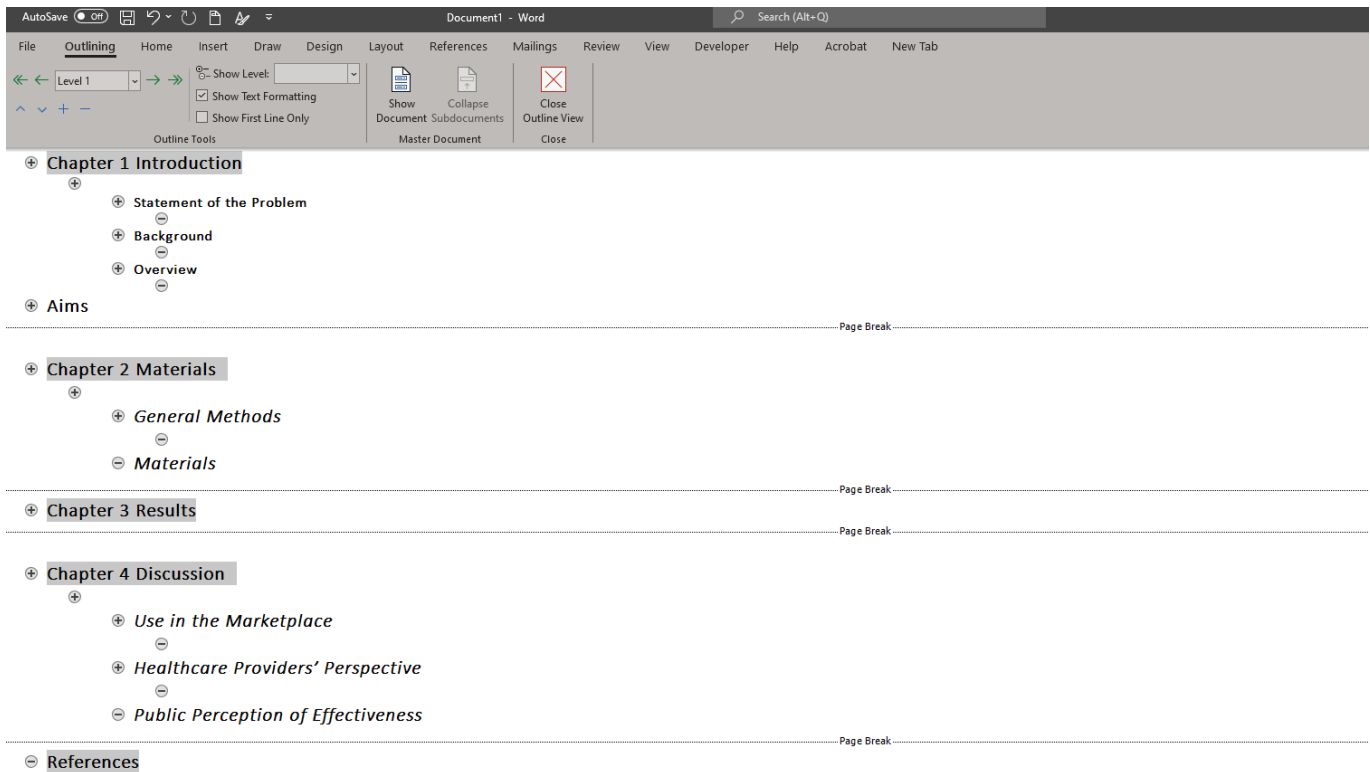 AutoSave Off Document1 - Word Search (Alt+Q)
File Outlining Home Insert Draw Design Layout References Mailings Review View Developer Help Acrobat New Tab
Level 1 Show Level:
Show Text Formatting
Show First Line Only
Show Document
Collapse Subdocuments
Close Outline View
Outline Tools Master Document Close
Chapter 1 Introduction
Statement of the Problem
Background
Overview
Aims
Page Break
Chapter 2 Materials
General Methods
Materials
Page Break
Chapter 3 Results
Page Break
Chapter 4 Discussion
Use in the Marketplace
Healthcare Providers’ Perspective
Public Perception of Effectiveness
Page Break
References